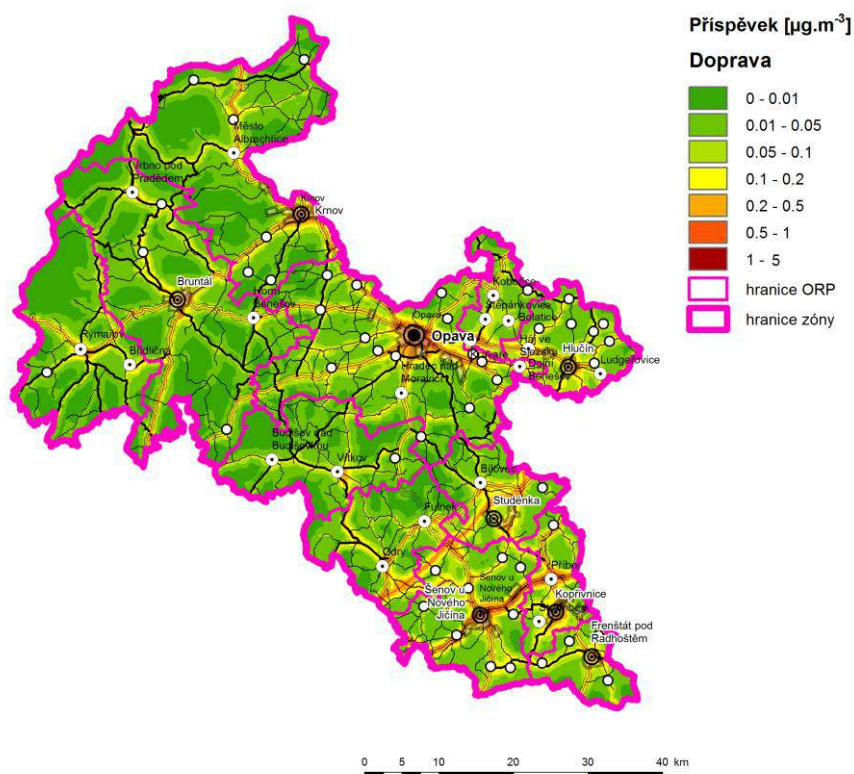 Příspěvek [µg.m-3]
Doprava
0 - 0.01
0.01 - 0.05
0.05 - 0.1
0.1 - 0.2
0.2 - 0.5
0.5 - 1
1 - 5
hranice ORP
hranice zóny
Město
Albrechtice
Vrbno pod
Pradědem
Krnov
Krnov
Bruntál
Horní
Benešov
Rýmařov
Břidličná
Opava
Opava
Kobeřice
Štěpánkovice
Bolatice
Kravaře
Háj ve
Slezsku
Dolní
Benešov
Hlučín
Ludgeřovice
Hradec nad
Moravicí
Budišov nad
Budišovkou
Vítkov
Bílovec
Studénka
Fulnek
Odry
Šenov u
Nového
Jičína
Šenov u
Nového
Jičína
Příbor
Kopřivnice
Frenštát pod
Radhoštěm
0 5 10 20 30 40 km